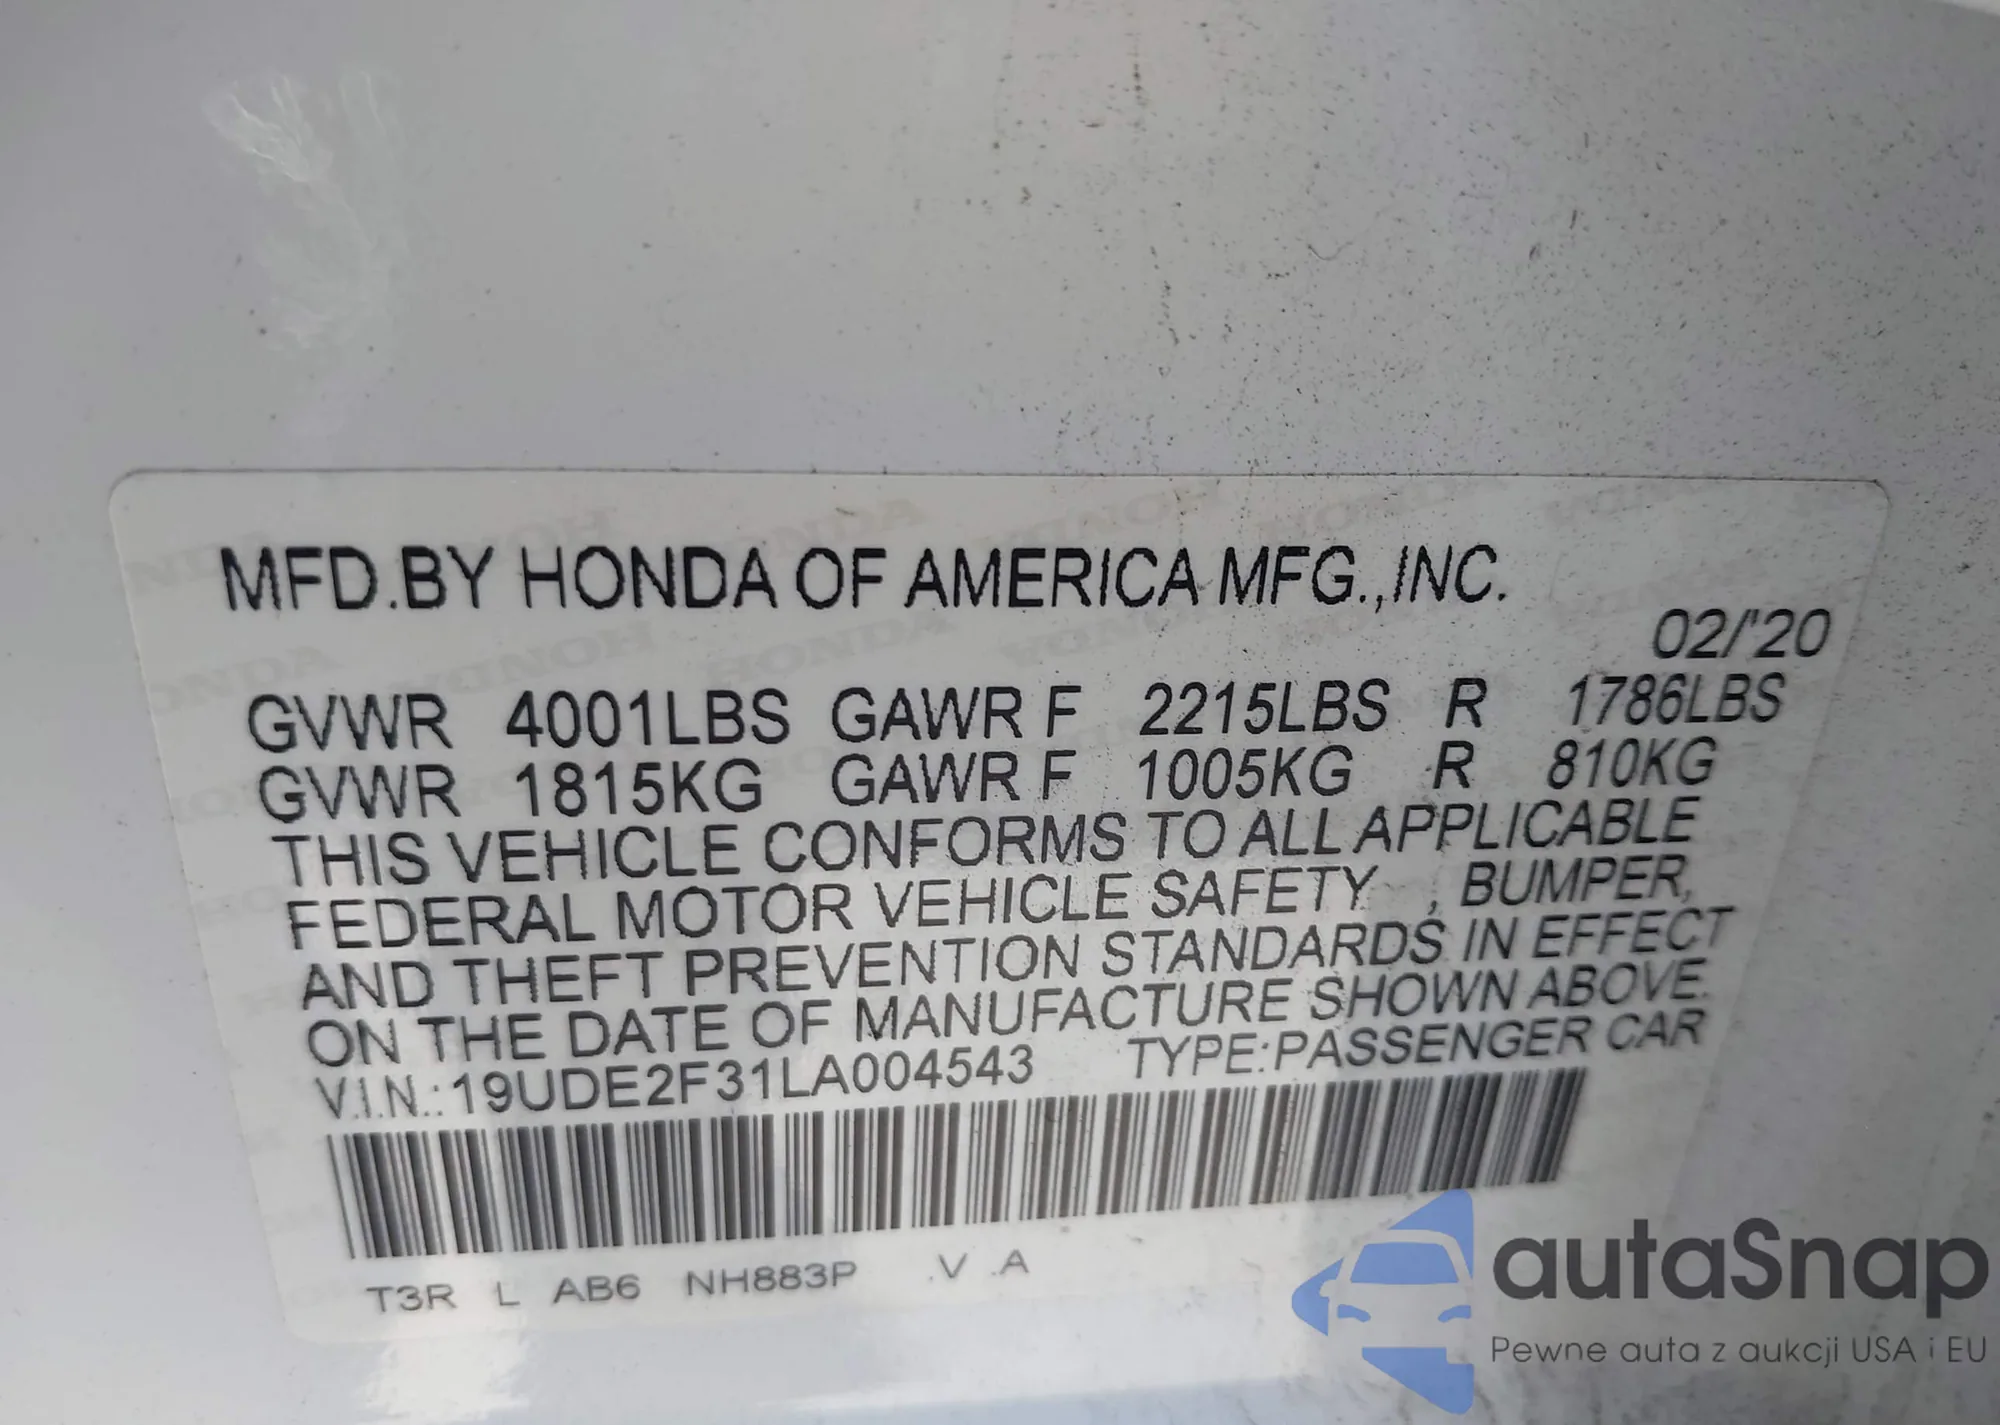 MFD.BY HONDA OF AMERICA MFG.,INC.
02/'20
GVWR 4001LBS GAWR F 2215LBS R 1786LBS
GVWR 1815KG GAWR F 1005KG R 810KG
THIS VEHICLE CONFORMS TO ALL APPLICABLE
FEDERAL MOTOR VEHICLE SAFETY , BUMPER,
AND THEFT PREVENTION STANDARDS IN EFFECT
ON THE DATE OF MANUFACTURE SHOWN ABOVE.
V.I.N.:19UDE2F31LA004543 TYPE:PASSENGER CAR
T3R L AB6 NH883P .V .A
autaSnap
Pewne auta z aukcji USA i EU